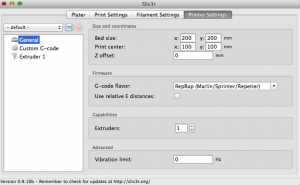 Slic3r
Plater Print Settings Filament Settings Printer Settings
- default -
General
Custom G-code
Extruder 1
Size and coordinates
Bed size: x: 200 y: 200 mm
Print center: x: 100 y: 100 mm
Z offset: 0 mm
Firmware
G-code flavor: RepRap (Marlin/Sprinter/Repetier)
Use relative E distances:
Capabilities
Extruders: 1
Advanced
Vibration limit: 0 Hz
Version 0.9.10b - Remember to check for updates at http://slic3r.org/